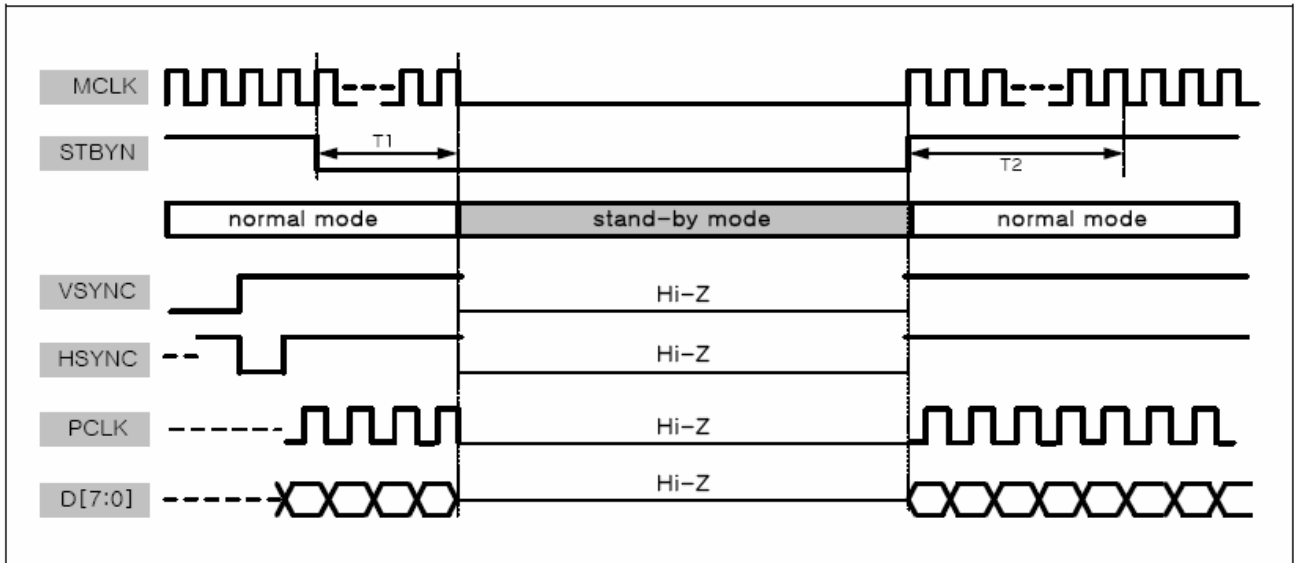 MCLK
STBYN
T1
T2
normal mode stand-by mode normal mode
VSYNC
Hi-Z
HSYNC
Hi-Z
PCLK
Hi-Z
D[7:0]
Hi-Z